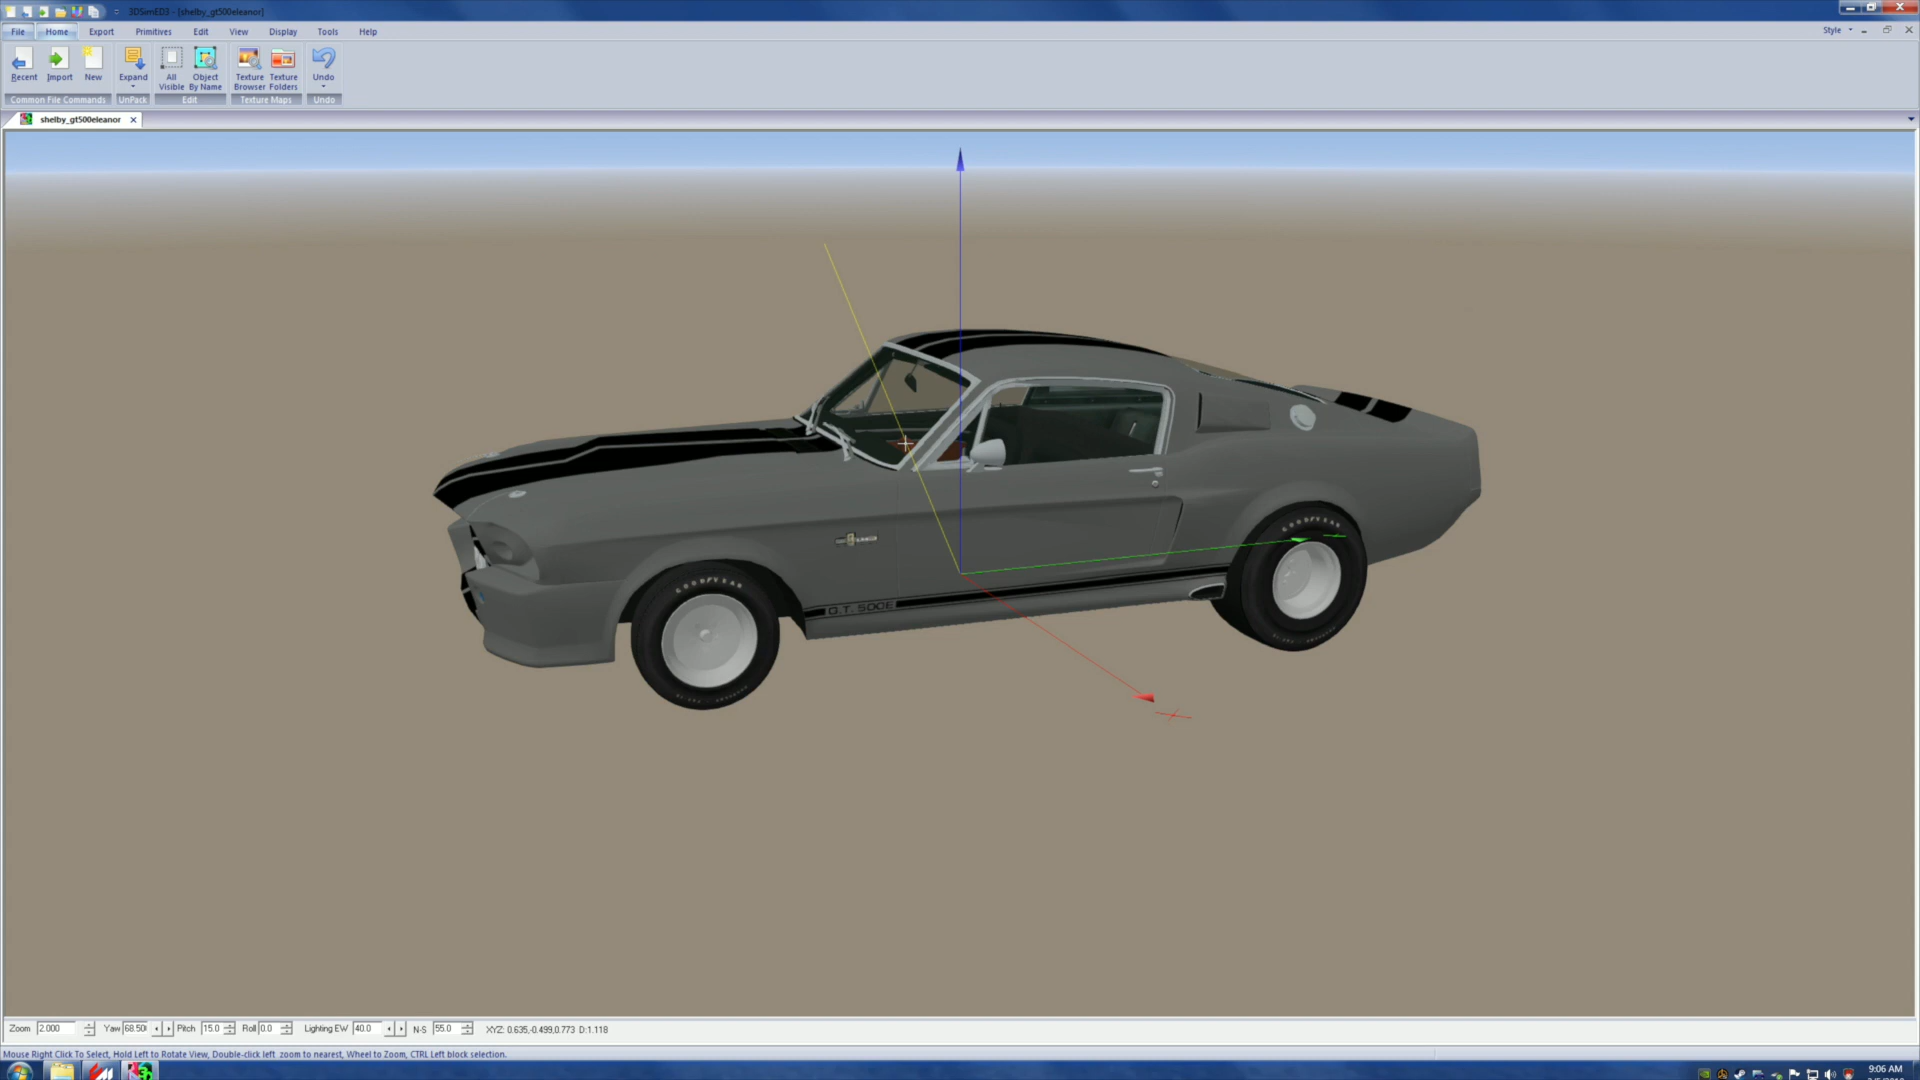 3DSimED3 - [shelby_gt500eleanor]
File Home Export Primitives Edit View Display Tools Help Style
Recent Import New Expand All Visible Object By Name Texture Browser Texture Folders Undo
Common File Commands UnPack Edit Texture Maps Undo
shelby_gt500eleanor
GOODYEAR
G.T. 500E
GOODYEAR
Zoom 2.000 Yaw 68.50 Pitch 15.0 Roll 0.0 Lighting EW 40.0 N-S 55.0 XYZ: 0.635,-0.499,0.773 D:1.118
Mouse Right Click To Select, Hold Left to Rotate View, Double-click left zoom to nearest, Wheel to Zoom, CTRL Left block selection.
9:06 AM